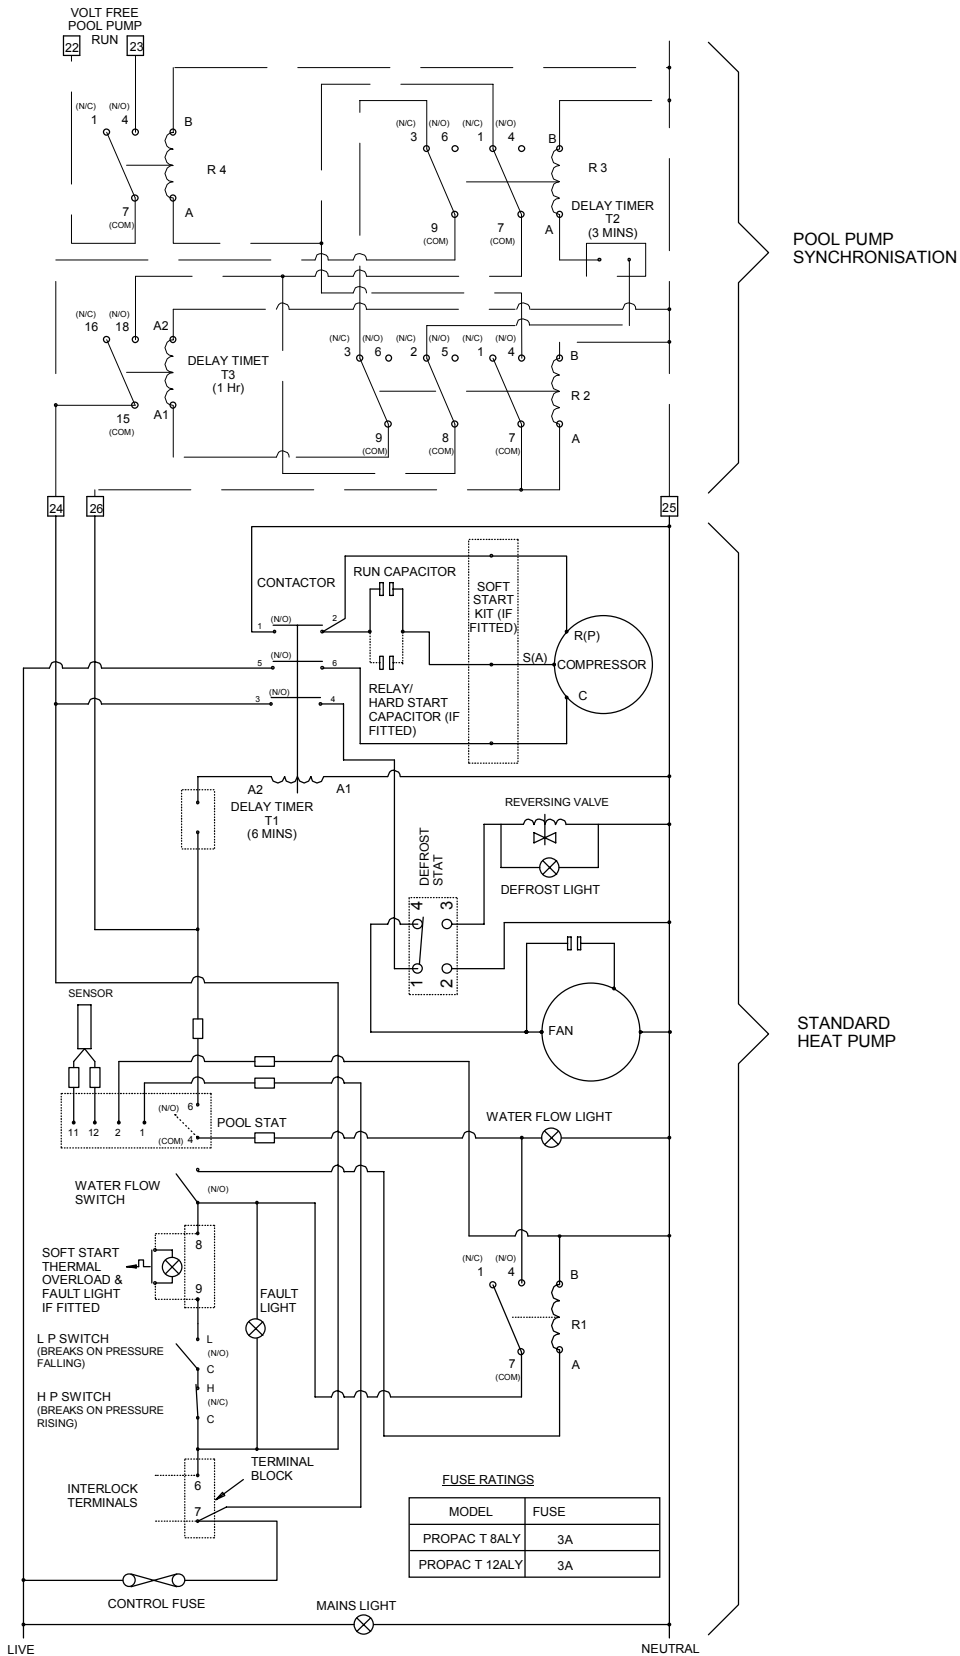 VOLT FREE
POOL PUMP
RUN
22
23
(N/C)
(N/O)
1
4
B
R 4
A
7
(COM)
(N/C)
(N/O)
(N/C)
(N/O)
3
6
1
4
B
R 3
9
(COM)
7
(COM)
A
DELAY TIMER
T2
(3 MINS)
POOL PUMP
SYNCHRONISATION
(N/C)
(N/O)
16
18
A2
DELAY TIMET
T3
(1 Hr)
15
(COM)
A1
(N/C)
(N/O)
(N/C)
(N/O)
(N/C)
(N/O)
3
6
2
5
1
4
B
R 2
9
(COM)
8
(COM)
7
(COM)
A
24
26
25
CONTACTOR
RUN CAPACITOR
SOFT
START
KIT (IF
FITTED)
(N/O)
1
2
R(P)
S(A)
COMPRESSOR
C
(N/O)
5
6
(N/O)
3
4
RELAY/
HARD START
CAPACITOR (IF
FITTED)
A2
A1
DELAY TIMER
T1
(6 MINS)
REVERSING VALVE
DEFROST LIGHT
DEFROST
STAT
4
3
1
2
FAN
STANDARD
HEAT PUMP
SENSOR
(N/O)
6
11
12
2
1
(COM)
4
POOL STAT
WATER FLOW LIGHT
WATER FLOW
SWITCH
(N/O)
8
SOFT START
THERMAL
OVERLOAD &
FAULT LIGHT
IF FITTED
9
FAULT
LIGHT
(N/C)
(N/O)
1
4
B
R1
7
(COM)
A
L P SWITCH
(BREAKS ON PRESSURE
FALLING)
L
(N/O)
C
H P SWITCH
(BREAKS ON PRESSURE
RISING)
H
(N/C)
C
TERMINAL
BLOCK
INTERLOCK
TERMINALS
6
7
FUSE RATINGS
MODEL FUSE
PROPAC T 8ALY 3A
PROPAC T 12ALY 3A
CONTROL FUSE
MAINS LIGHT
LIVE
NEUTRAL